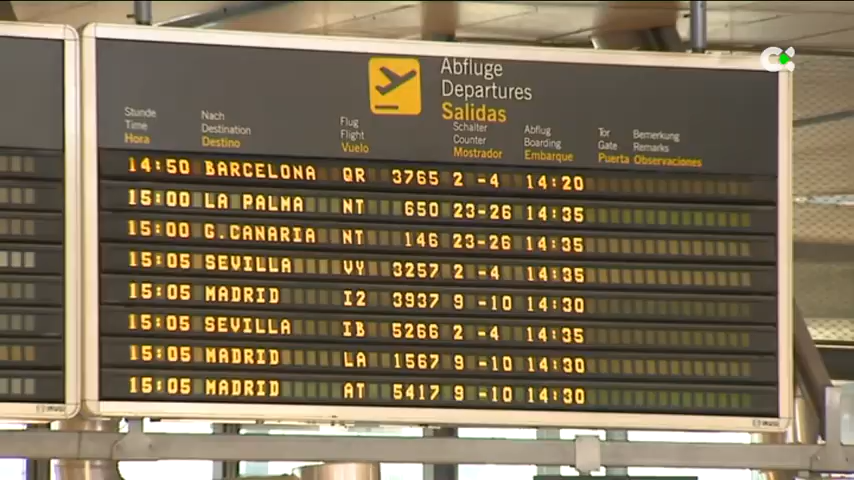 Abfluge
Departures
Salidas
Stunde Nach Flug Schalter Abflug Tor Bemerkung
Time Destination Flight Counter Boarding Gate Remarks
Hora Destino Vuelo Mostrador Embarque Puerta Observaciones
14:50 BARCELONA QR 3765 2 -4 14:20
15:00 LA PALMA NT 650 23-26 14:35
15:00 G.CANARIA NT 146 23-26 14:35
15:05 SEVILLA VY 3257 2 -4 14:35
15:05 MADRID I2 3937 9 -10 14:30
15:05 SEVILLA IB 5266 2 -4 14:35
15:05 MADRID LA 1567 9 -10 14:30
15:05 MADRID AT 5417 9 -10 14:30